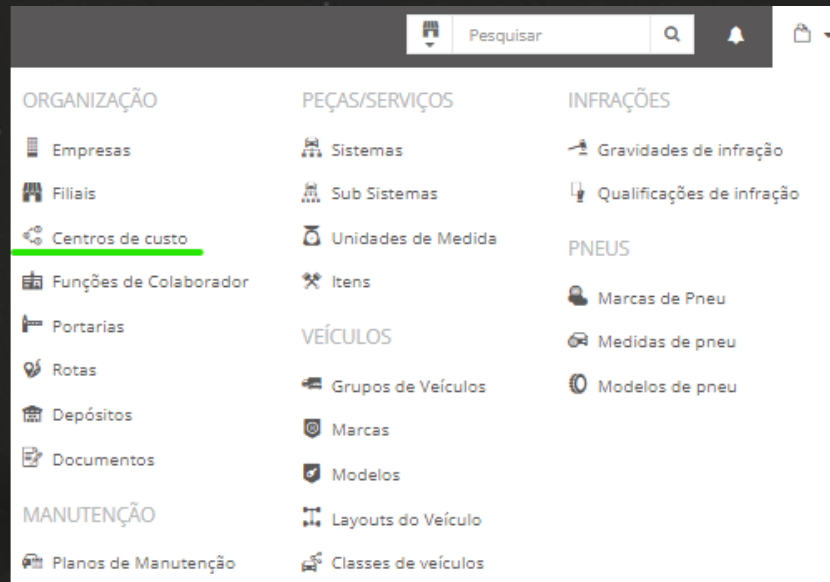 Pesquisar
ORGANIZAÇÃO
Empresas
Filiais
Centros de custo
Funções de Colaborador
Portarias
Rotas
Depósitos
Documentos
MANUTENÇÃO
Planos de Manutenção
PEÇAS/SERVIÇOS
Sistemas
Sub Sistemas
Unidades de Medida
Itens
VEÍCULOS
Grupos de Veículos
Marcas
Modelos
Layouts do Veículo
Classes de veículos
INFRAÇÕES
Gravidades de infração
Qualificações de infração
PNEUS
Marcas de Pneu
Medidas de pneu
Modelos de pneu